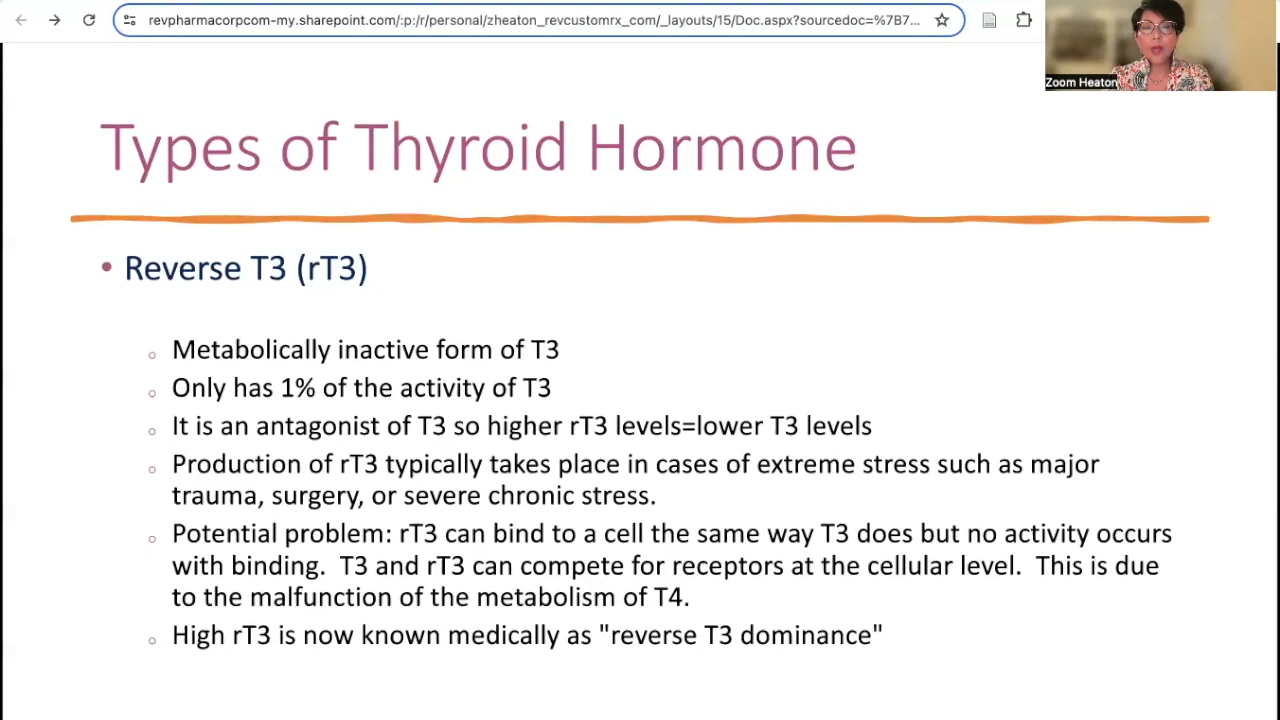 revpharmacorpcom-my.sharepoint.com/:p:/r/personal/zheaton_revcustomrx_com/_layouts/15/Doc.aspx?sourcedoc=%7B7...
Zoom Heaton
Types of Thyroid Hormone
• Reverse T3 (rT3)
○ Metabolically inactive form of T3
○ Only has 1% of the activity of T3
○ It is an antagonist of T3 so higher rT3 levels=lower T3 levels
○ Production of rT3 typically takes place in cases of extreme stress such as major
trauma, surgery, or severe chronic stress.
○ Potential problem: rT3 can bind to a cell the same way T3 does but no activity occurs
with binding.  T3 and rT3 can compete for receptors at the cellular level.  This is due
to the malfunction of the metabolism of T4.
○ High rT3 is now known medically as "reverse T3 dominance"